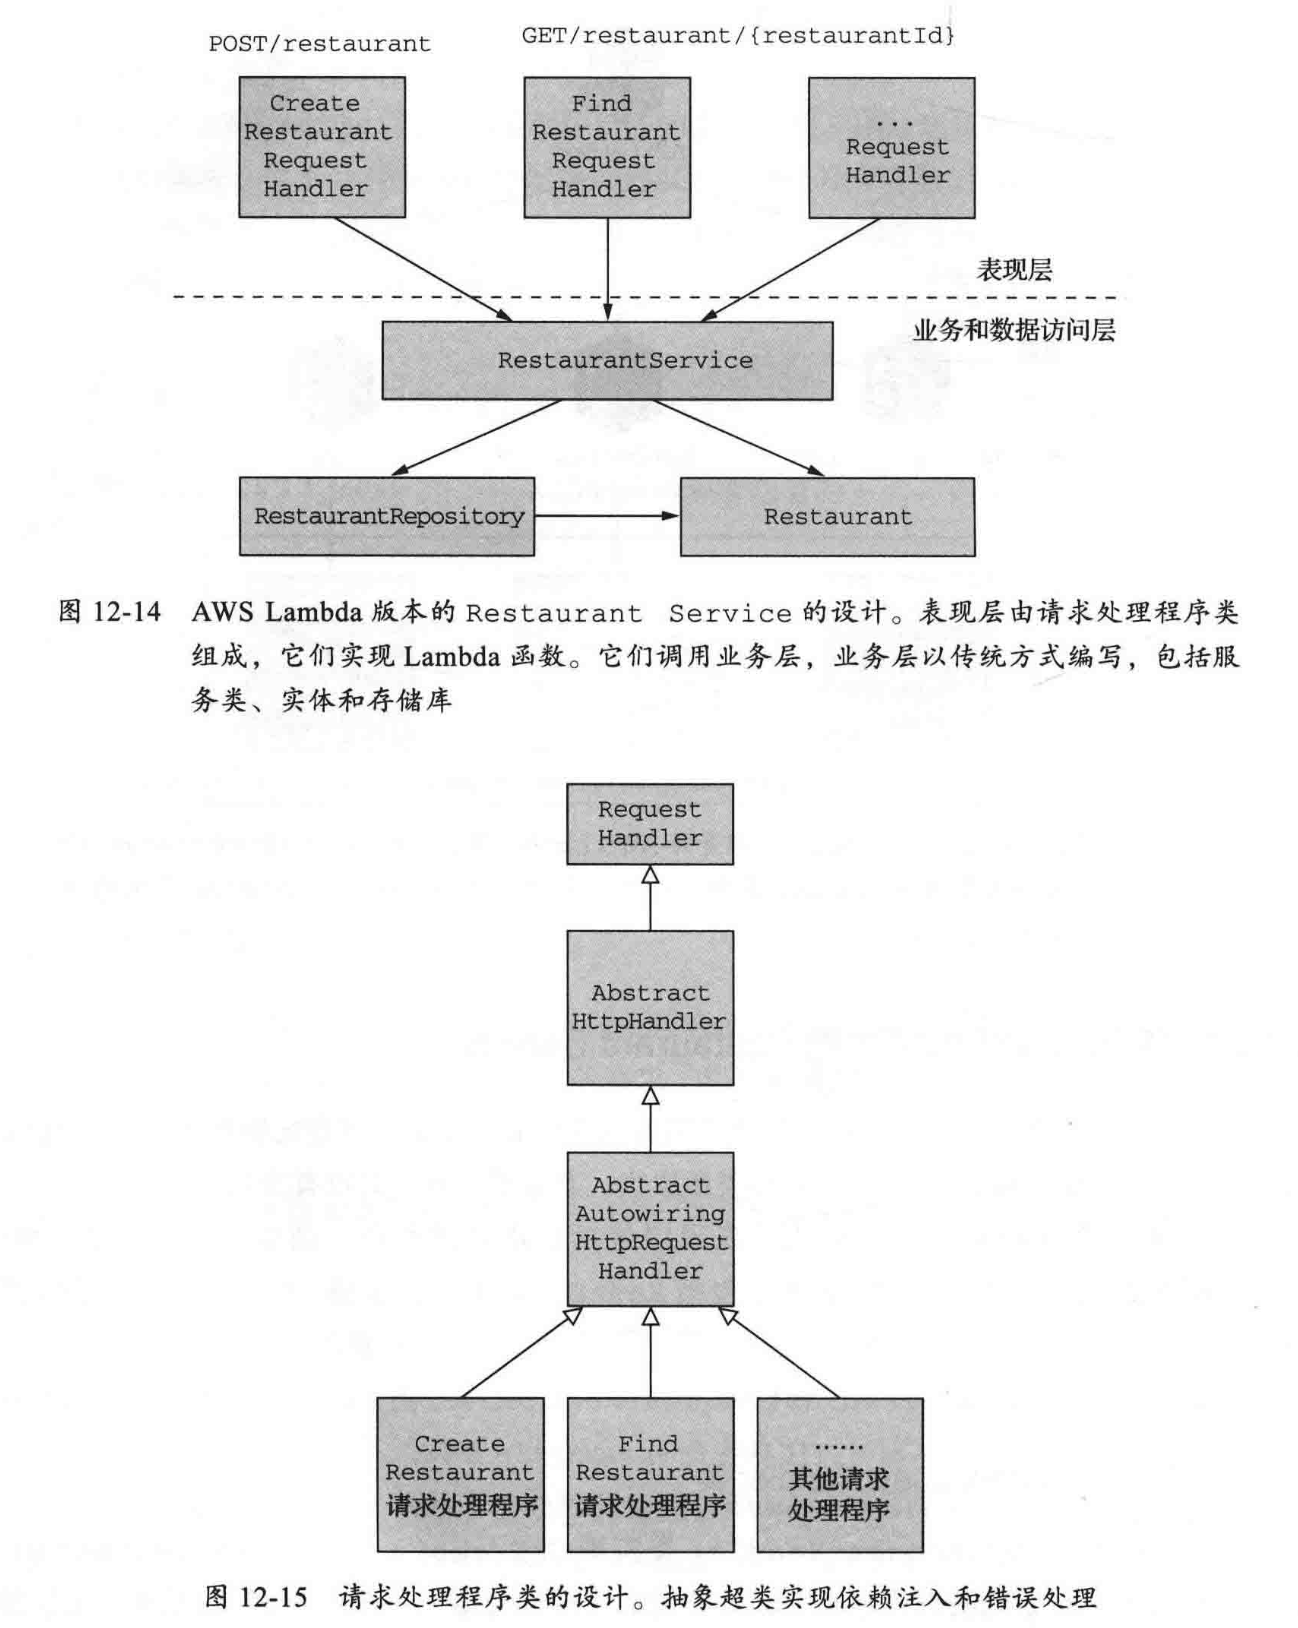 POST/restaurant
GET/restaurant/{restaurantId}
Create
Restaurant
Request
Handler
Find
Restaurant
Request
Handler
...
Request
Handler
表现层
业务和数据访问层
RestaurantService
RestaurantRepository
Restaurant
图 12-14 AWS Lambda 版本的 Restaurant Service 的设计。表现层由请求处理程序类
组成，它们实现 Lambda 函数。它们调用业务层，业务层以传统方式编写，包括服
务类、实体和存储库
Request
Handler
Abstract
HttpHandler
Abstract
Autowiring
HttpRequest
Handler
Create
Restaurant
请求处理程序
Find
Restaurant
请求处理程序
……
其他请求
处理程序
图 12-15 请求处理程序类的设计。抽象超类实现依赖注入和错误处理